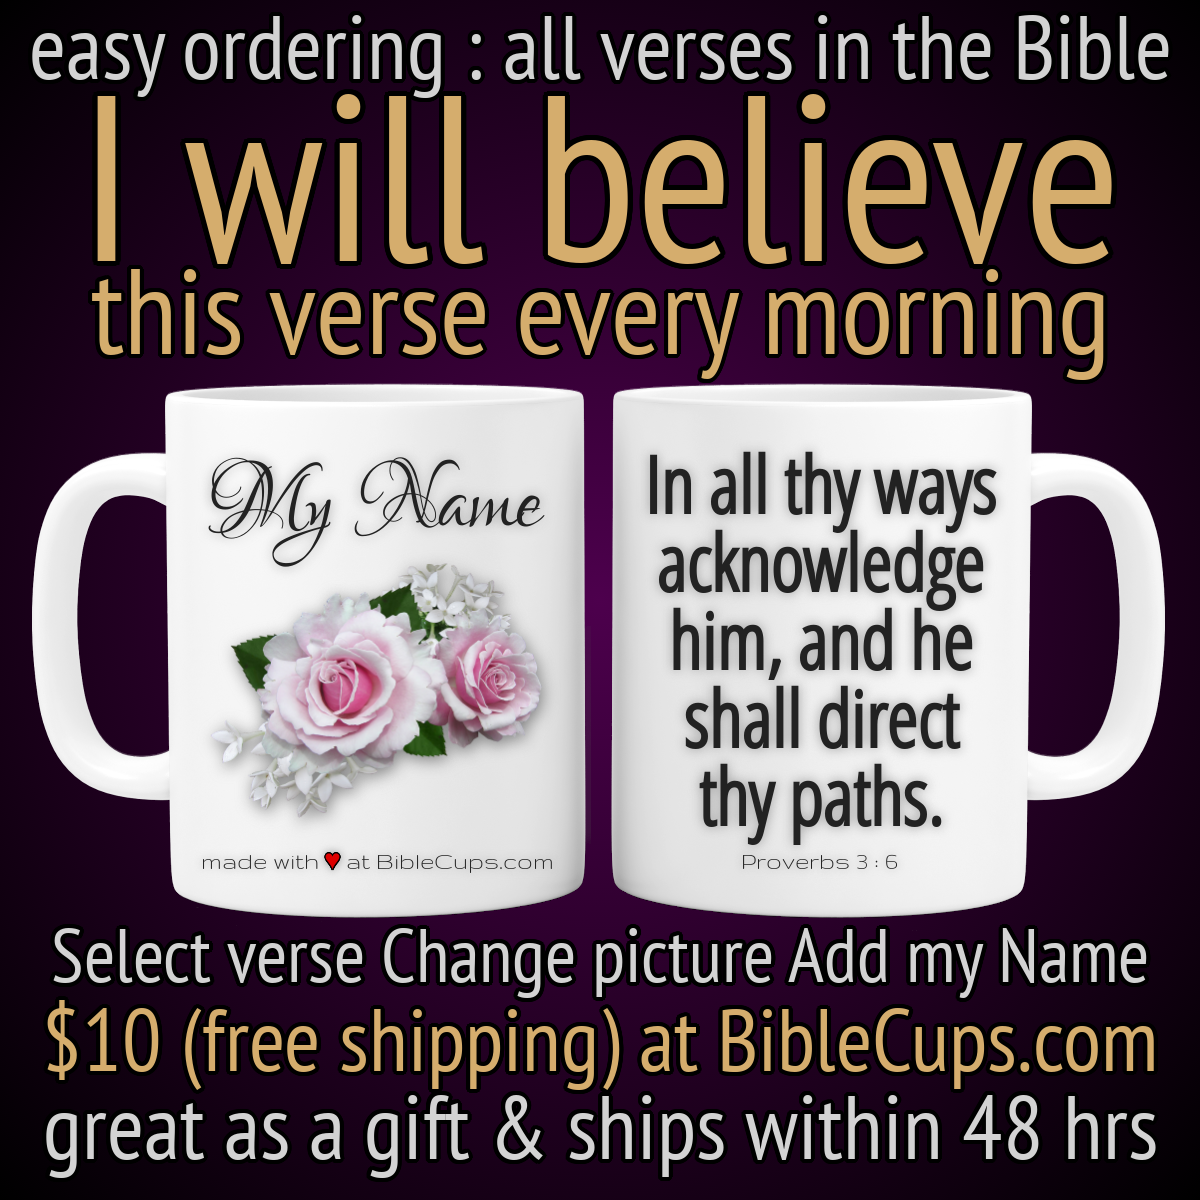 easy ordering : all verses in the Bible
I will believe
this verse every morning
My Name
made with ♥ at BibleCups.com
In all thy ways
acknowledge
him, and he
shall direct
thy paths.
Proverbs 3 : 6
Select verse Change picture Add my Name
$10 (free shipping) at BibleCups.com
great as a gift & ships within 48 hrs